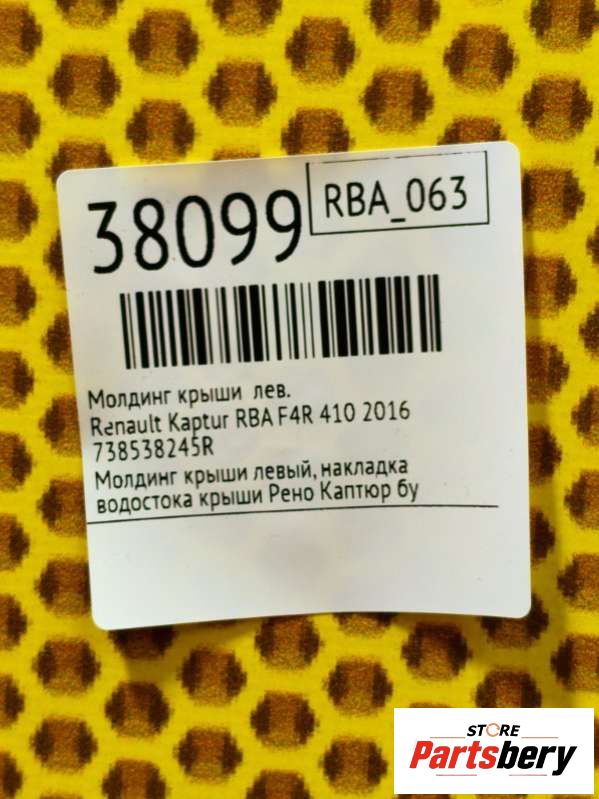 38099
RBA_063
Молдинг крыши лев.
Renault Kaptur RBA F4R 410 2016
738538245R
Молдинг крыши левый, накладка
водостока крыши Рено Каптюр бу
STORE
Partsbery